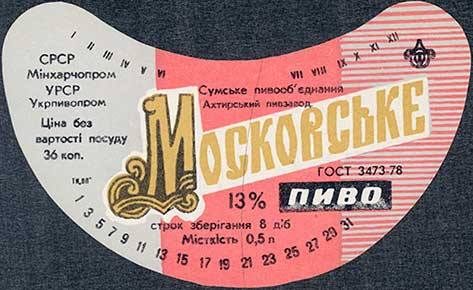 I II III IV V VI VII VIII IX X XI XII
СРСР
Мінхарчопром
УРСР
Укрпивопром
Ціна без
вартості посуду
36 коп.
Сумське пивооб'єднання
Ахтирський пивзавод
Московське
ГОСТ 3473-78
13% пиво
строк зберігання 8 діб
Місткість 0,5 л
1 3 5 7 9 11 13 15 17 19 21 23 25 27 29 31